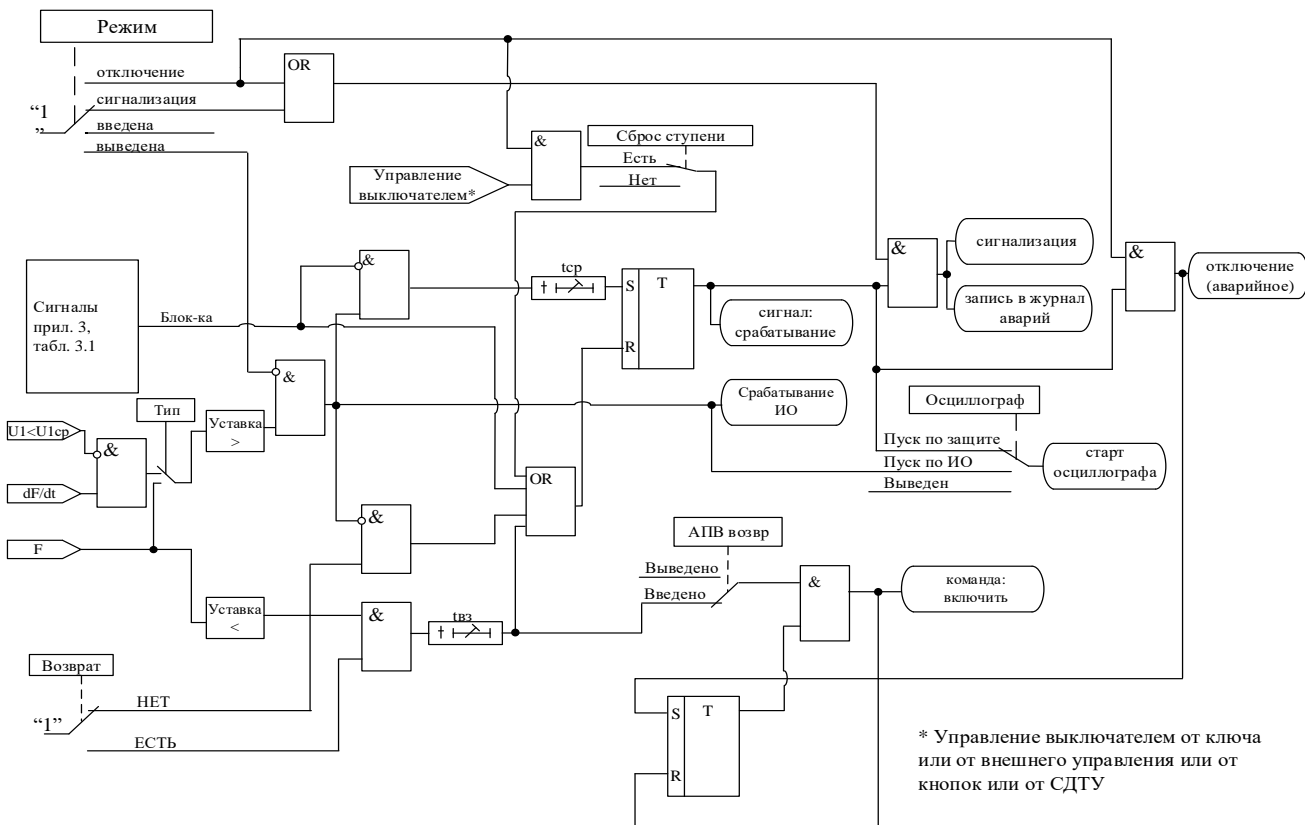 Режим
отключение
OR
сигнализация
“1
”
введена
выведена
Сброс ступени
&
Есть
Нет
Управление
выключателем*
Сигналы
прил. 3,
табл. 3.1
Блок-ка
&
tср
S
T
R
сигнал:
срабатывание
&
сигнализация
запись в журнал
аварий
&
отключение
(аварийное)
&
Тип
Уставка
>
U1<U1ср
&
dF/dt
F
Срабатывание
ИО
Осциллограф
Пуск по защите
Пуск по ИО
Выведен
старт
осциллографа
OR
&
Уставка
<
&
tвз
АПВ возвр
Выведено
Введено
&
команда:
включить
Возврат
“1”
НЕТ
ЕСТЬ
S
T
R
* Управление выключателем от ключа
или от внешнего управления или от
кнопок или от СДТУ